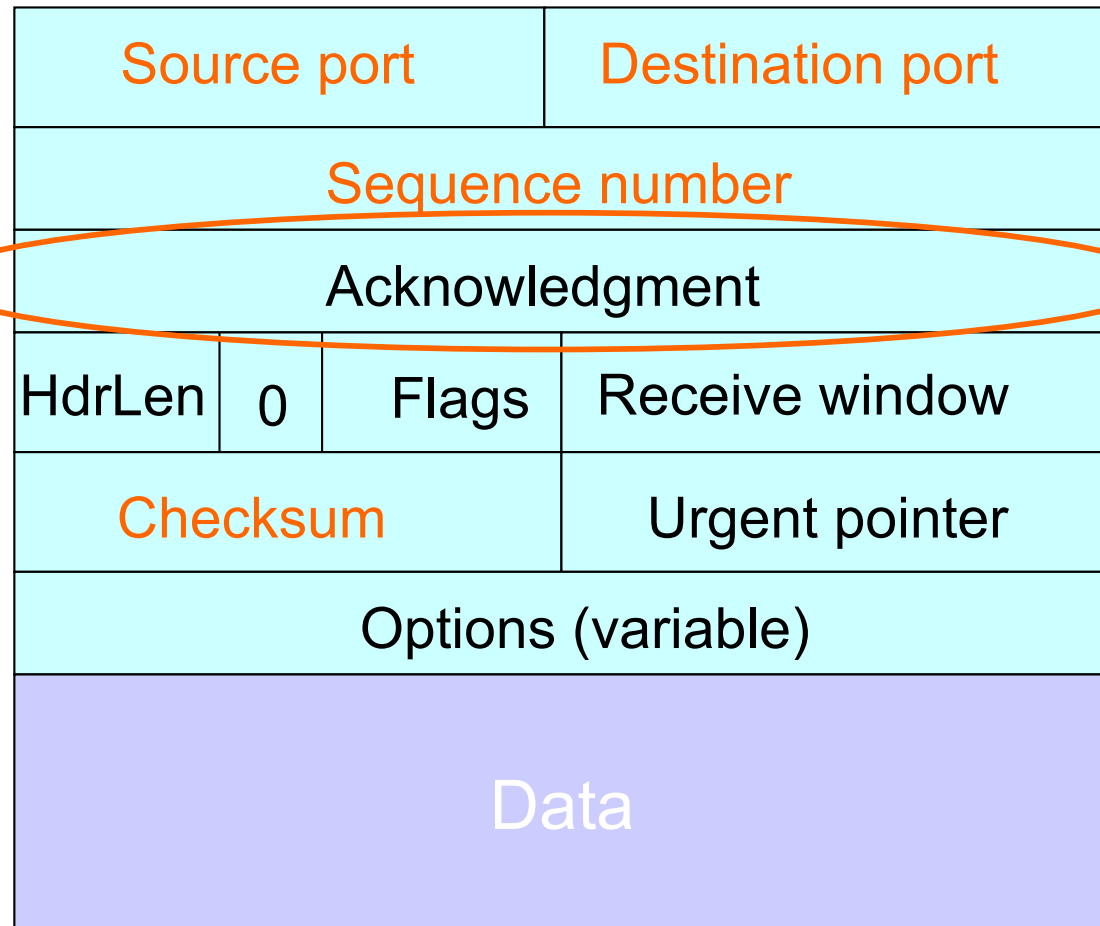 Source port Destination port
Sequence number
Acknowledgment
HdrLen 0 Flags Receive window
Checksum Urgent pointer
Options (variable)
Data